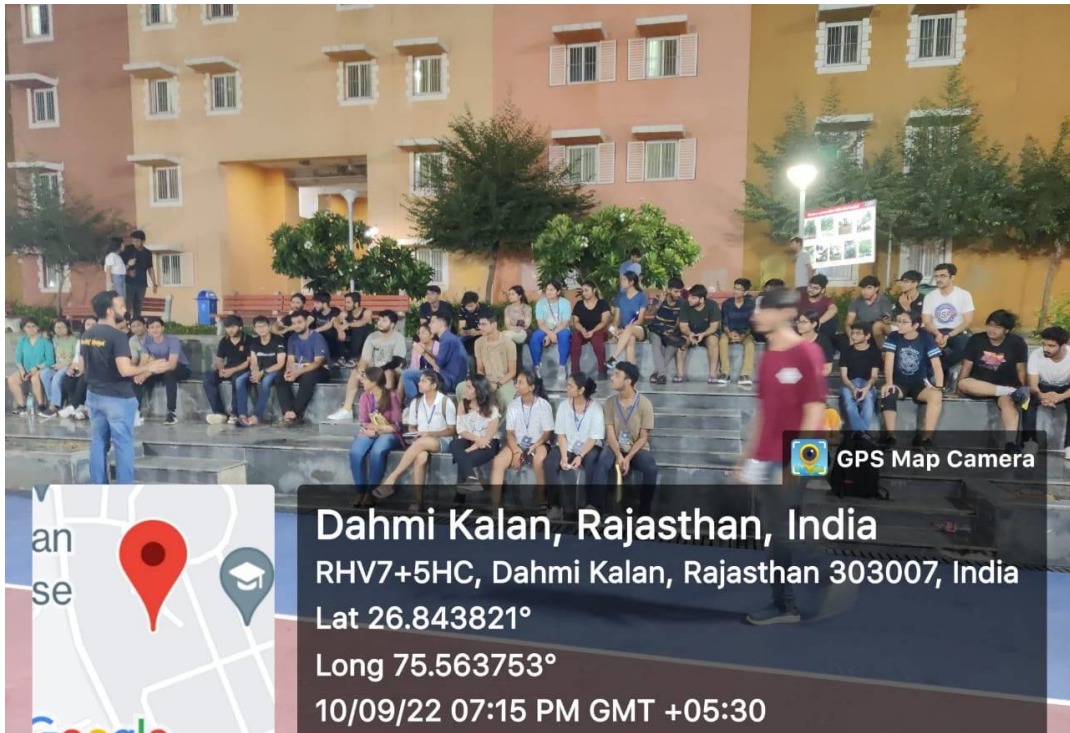 GPS Map Camera
an
se
Google
Dahmi Kalan, Rajasthan, India
RHV7+5HC, Dahmi Kalan, Rajasthan 303007, India
Lat 26.843821°
Long 75.563753°
10/09/22 07:15 PM GMT +05:30